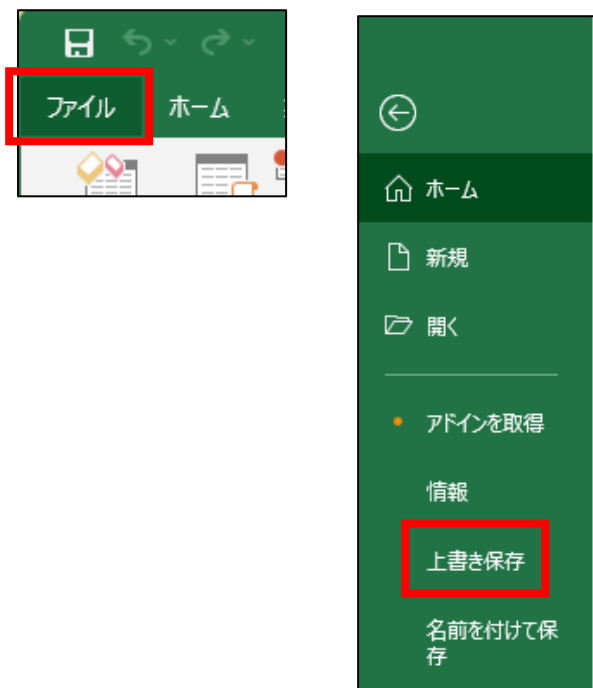 ファイル ホーム
ホーム
新規
開く
アドインを取得
情報
上書き保存
名前を付けて保
存